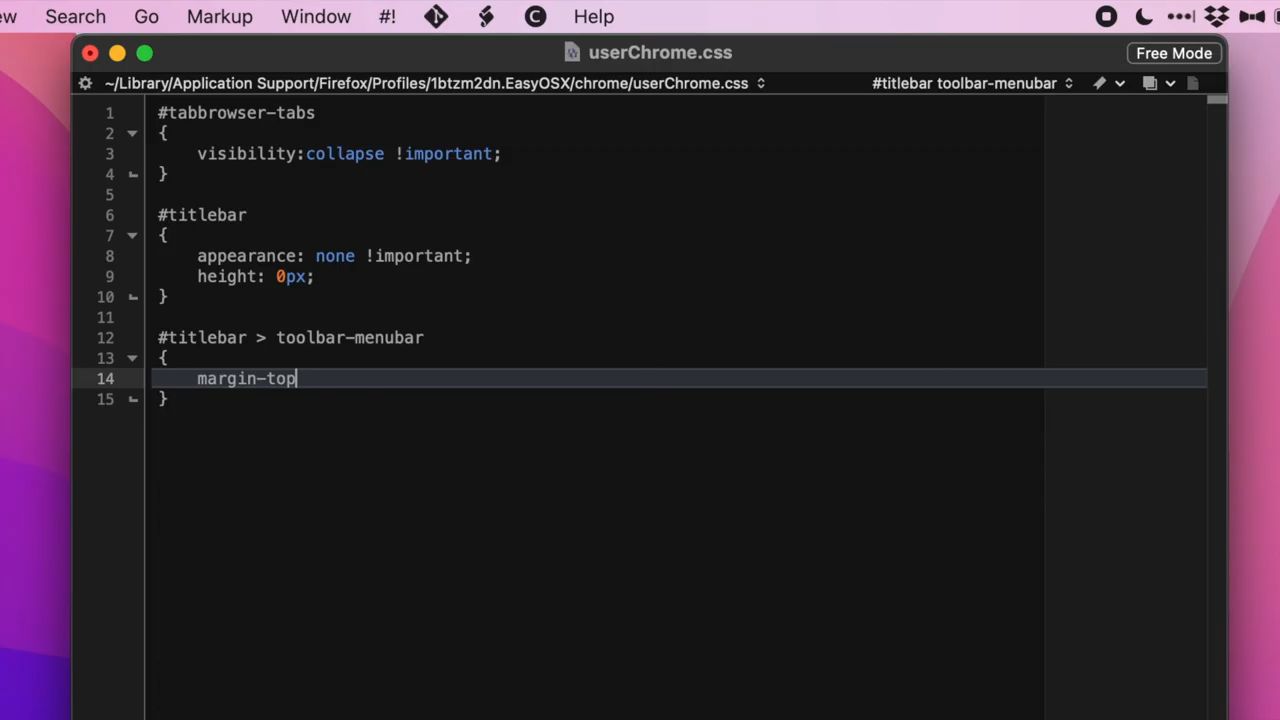 ew Search Go Markup Window #! C Help
userChrome.css
Free Mode
~/Library/Application Support/Firefox/Profiles/1btzm2dn.EasyOSX/chrome/userChrome.css
#titlebar toolbar-menubar
1 #tabbrowser-tabs
2 {
3 visibility:collapse !important;
4 }
5
6 #titlebar
7 {
8 appearance: none !important;
9 height: 0px;
10 }
11
12 #titlebar > toolbar-menubar
13 {
14 margin-top
15 }